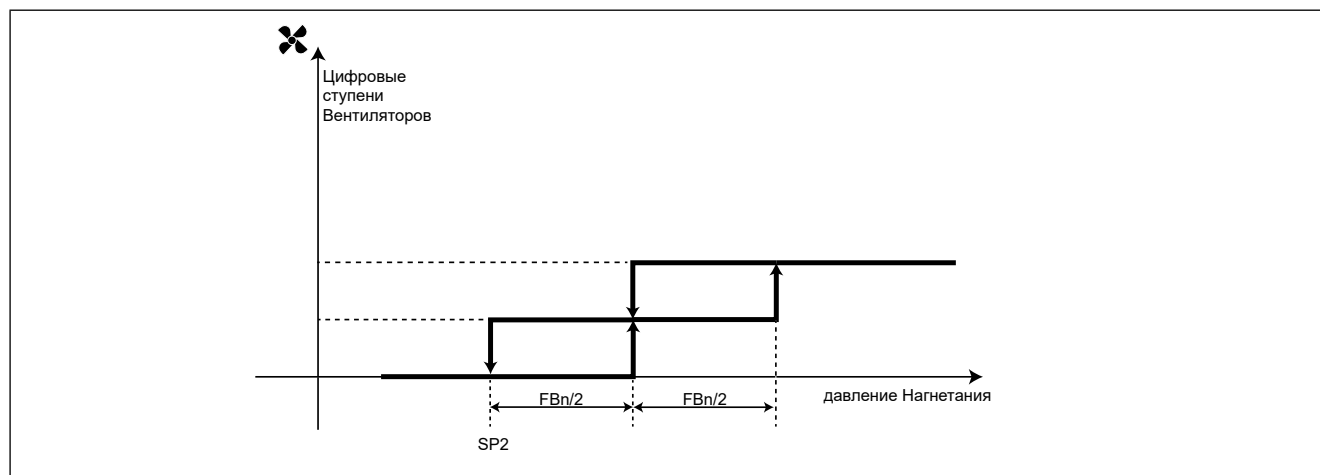 Цифровые
ступени
Вентиляторов
FBn/2 FBn/2
давление Нагнетания
SP2